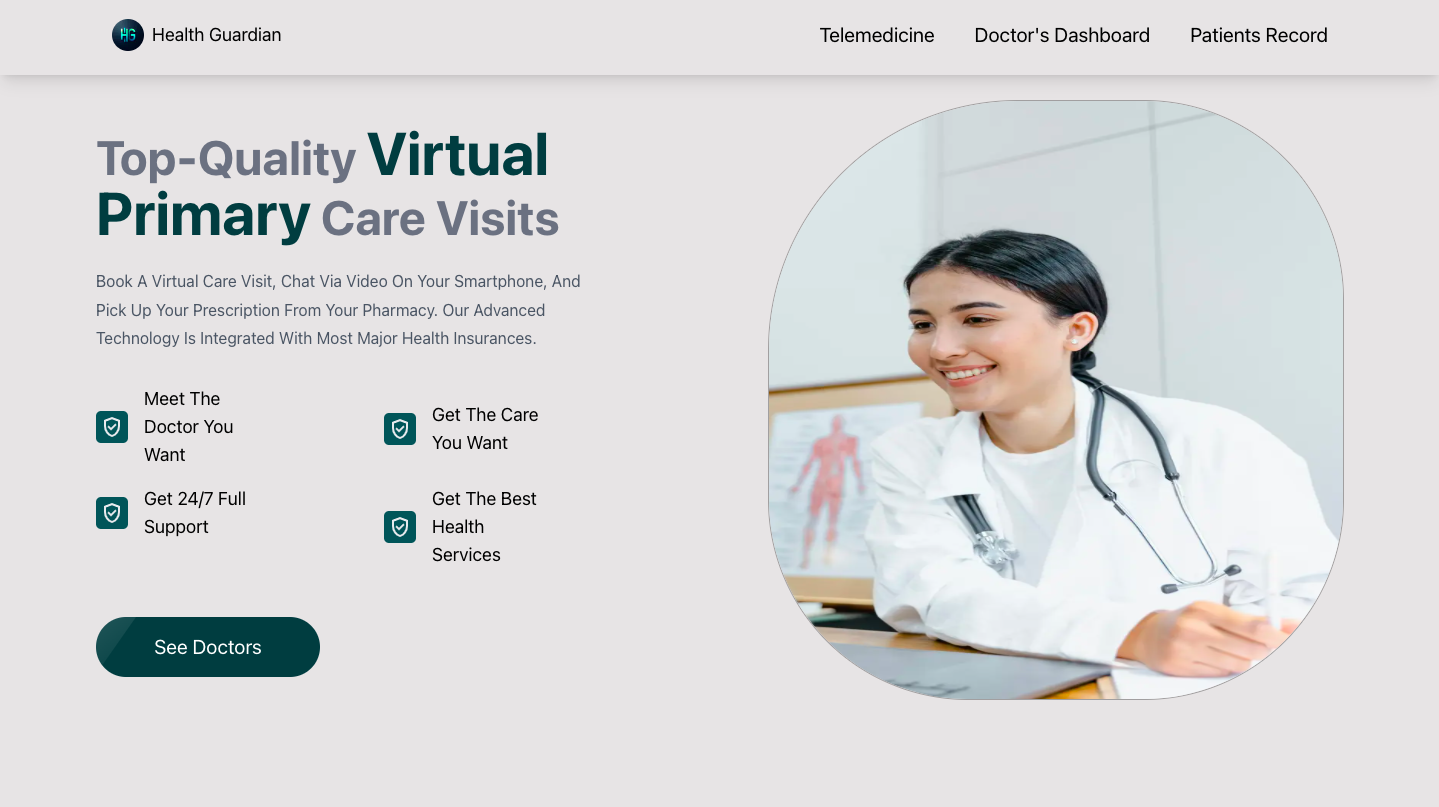 HG Health Guardian
Telemedicine
Doctor's Dashboard
Patients Record
Top-Quality Virtual
Primary Care Visits
Book A Virtual Care Visit, Chat Via Video On Your Smartphone, And
Pick Up Your Prescription From Your Pharmacy. Our Advanced
Technology Is Integrated With Most Major Health Insurances.
Meet The
Doctor You
Want
Get The Care
You Want
Get 24/7 Full
Support
Get The Best
Health
Services
See Doctors